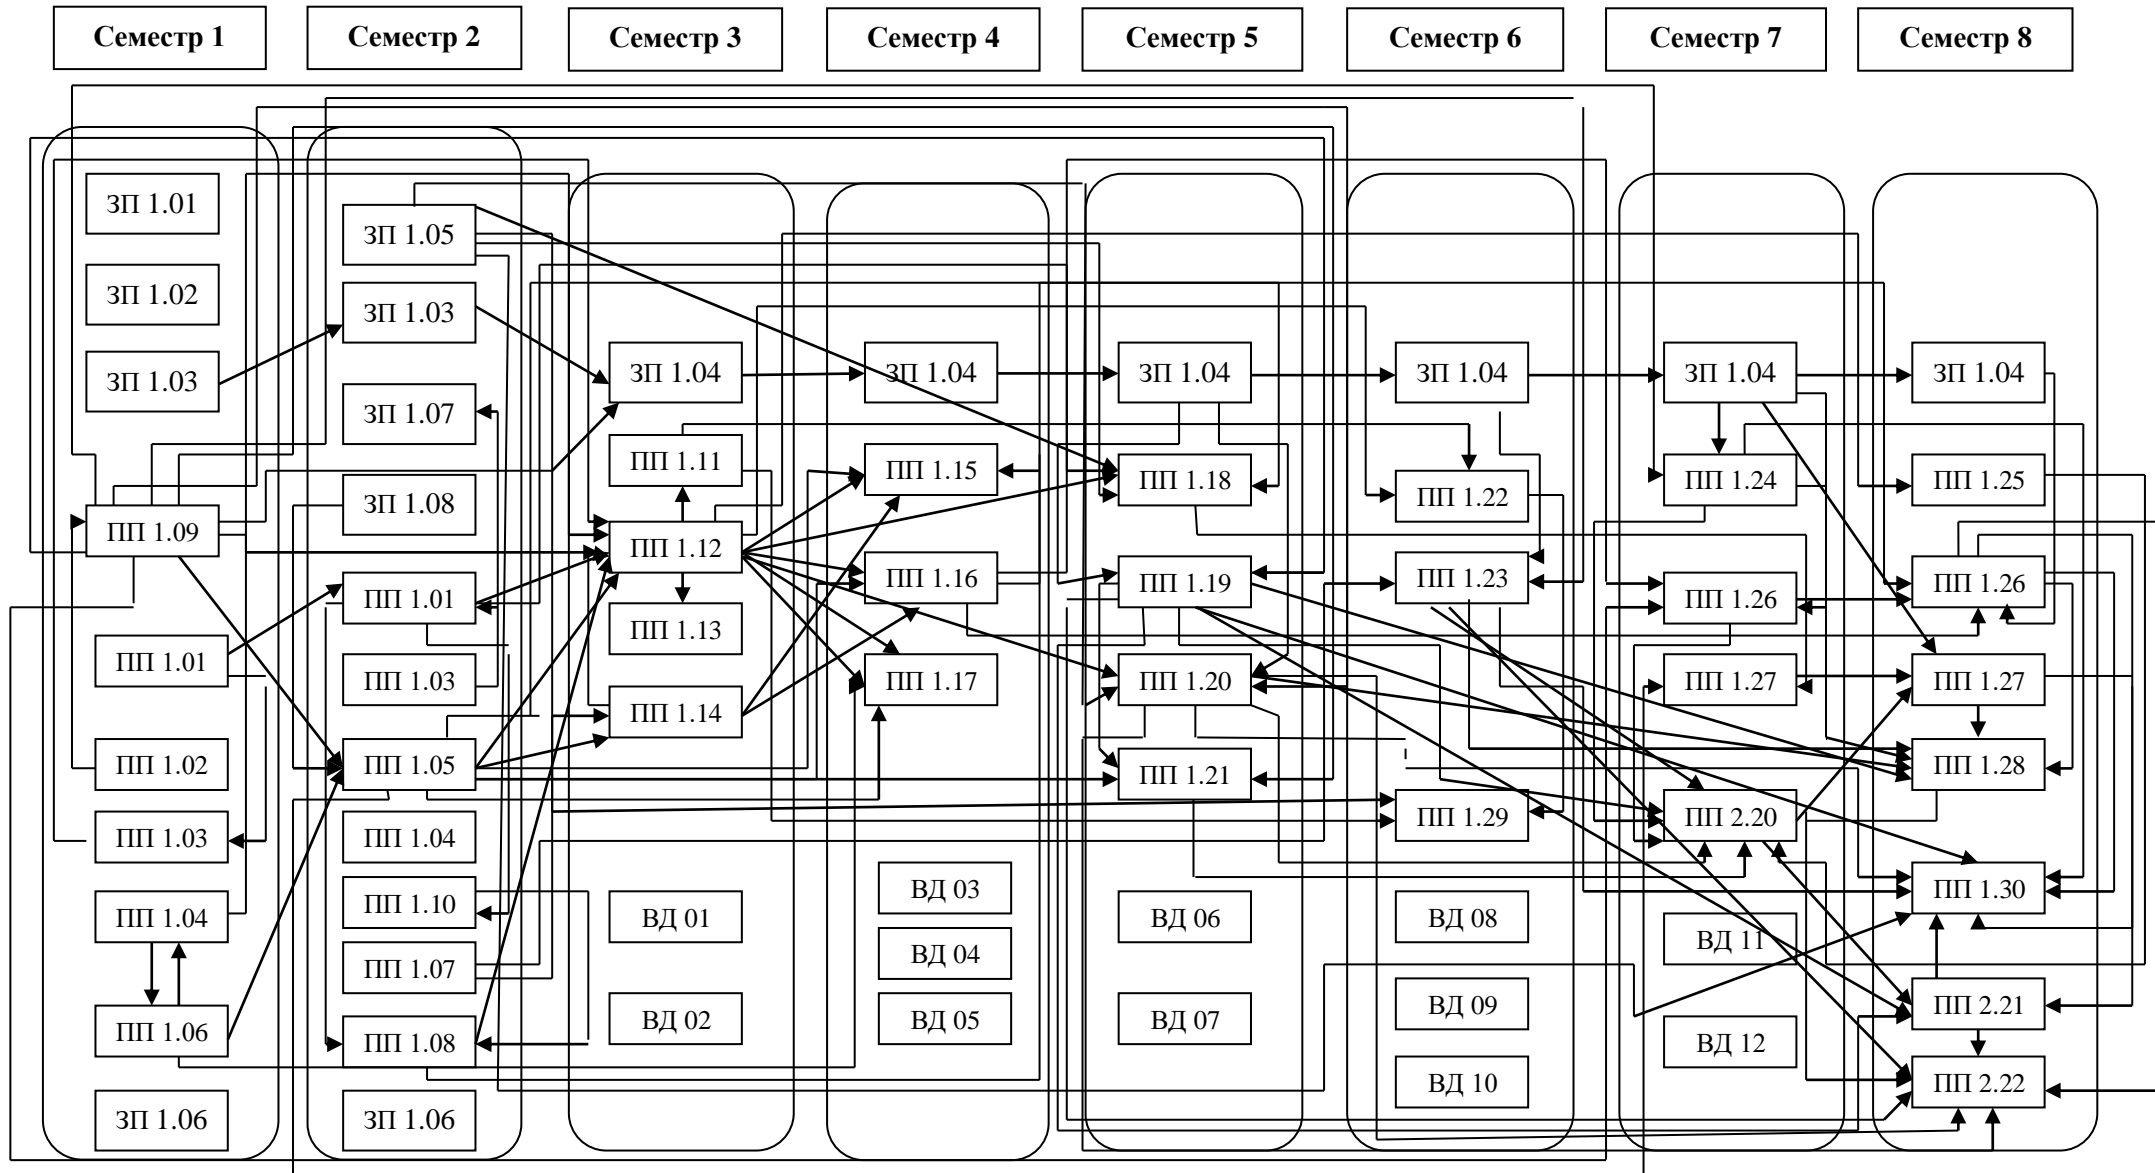 Семестр 1
Семестр 2
Семестр 3
Семестр 4
Семестр 5
Семестр 6
Семестр 7
Семестр 8
ЗП 1.01
ЗП 1.02
ЗП 1.03
ПП 1.09
ПП 1.01
ПП 1.02
ПП 1.03
ПП 1.04
ПП 1.06
ЗП 1.06
ЗП 1.05
ЗП 1.03
ЗП 1.07
ЗП 1.08
ПП 1.01
ПП 1.03
ПП 1.05
ПП 1.04
ПП 1.10
ПП 1.07
ПП 1.08
ЗП 1.06
ЗП 1.04
ПП 1.11
ПП 1.12
ПП 1.13
ПП 1.14
ВД 01
ВД 02
ЗП 1.04
ПП 1.15
ПП 1.16
ПП 1.17
ВД 03
ВД 04
ВД 05
ЗП 1.04
ПП 1.18
ПП 1.19
ПП 1.20
ПП 1.21
ВД 06
ВД 07
ЗП 1.04
ПП 1.22
ПП 1.23
ПП 1.29
ВД 08
ВД 09
ВД 10
ЗП 1.04
ПП 1.24
ПП 1.26
ПП 1.27
ПП 2.20
ВД 11
ВД 12
ЗП 1.04
ПП 1.25
ПП 1.26
ПП 1.27
ПП 1.28
ПП 1.30
ПП 2.21
ПП 2.22